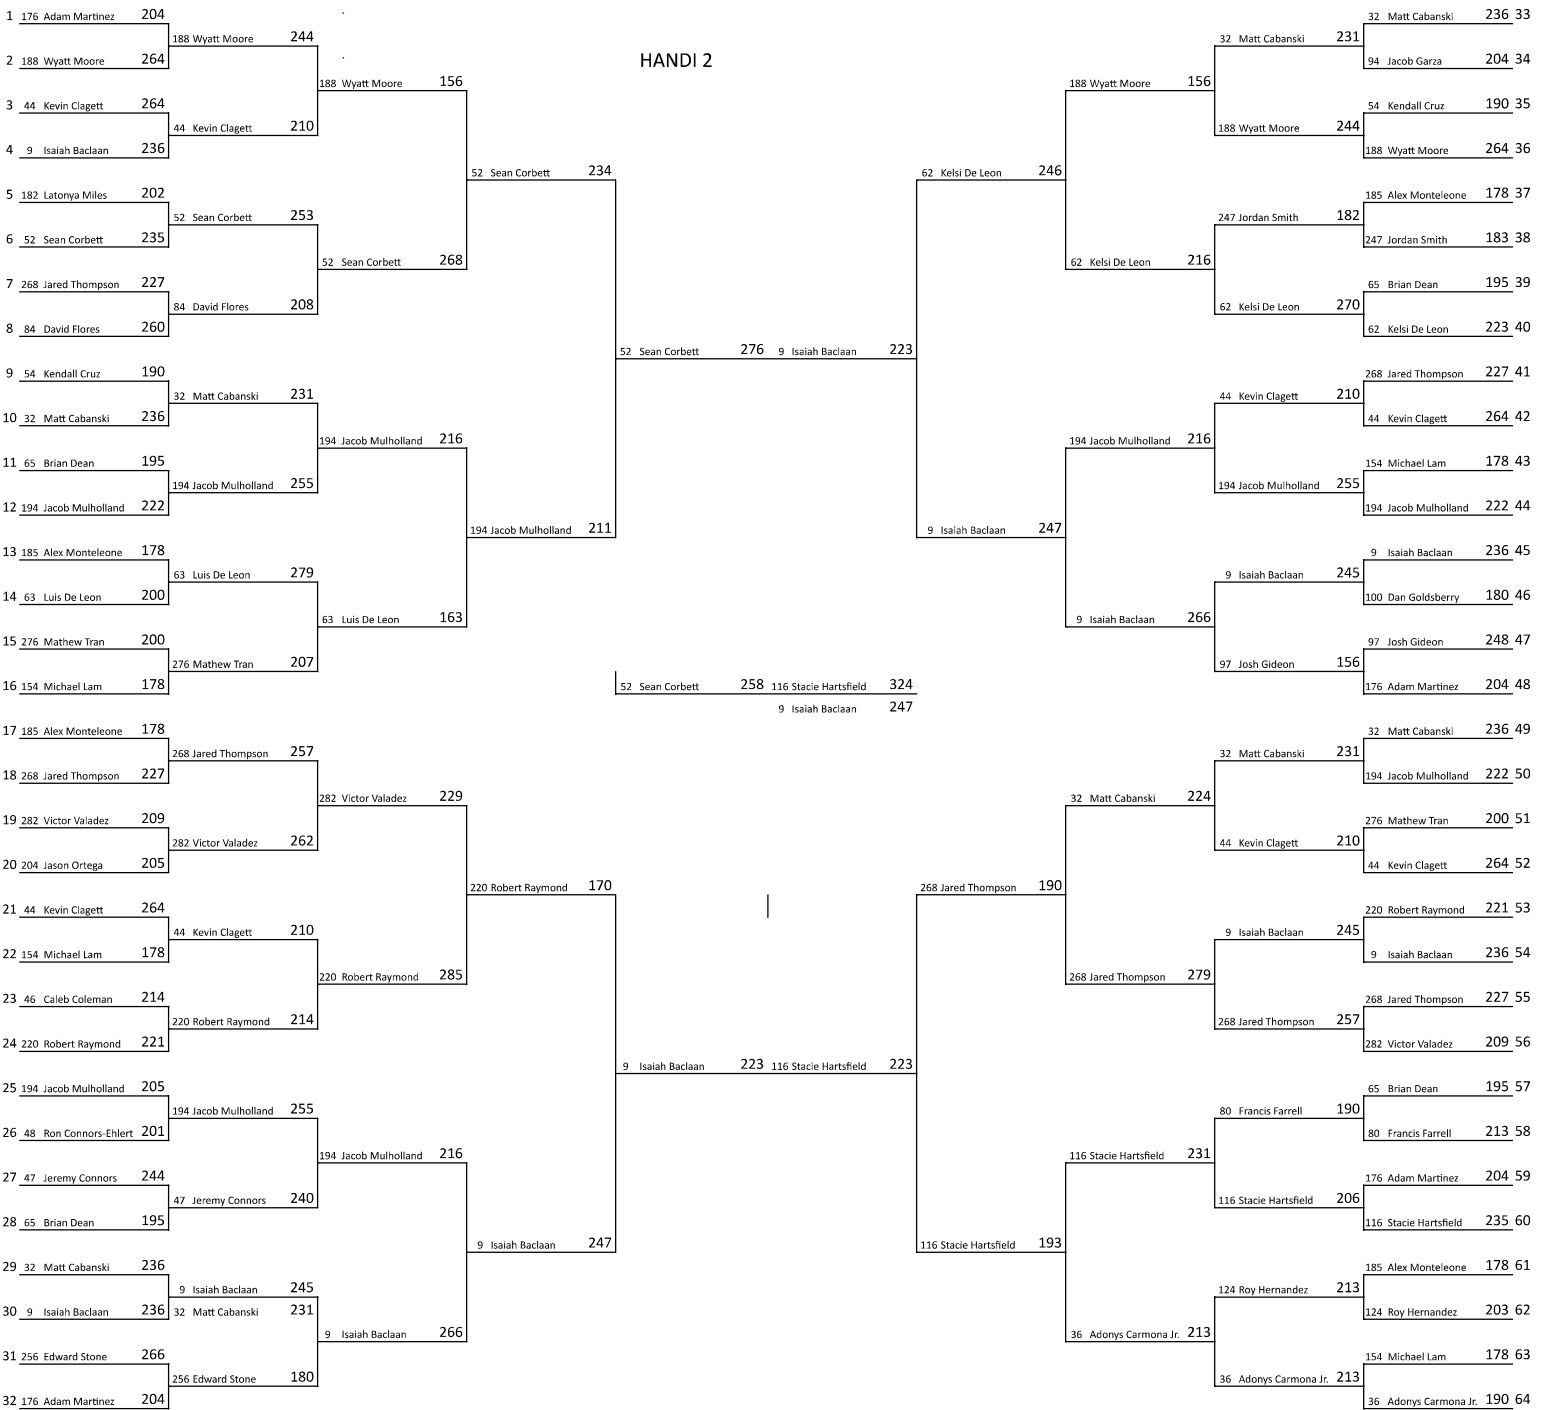 HANDI 2
1 176 Adam Martinez 204
188 Wyatt Moore 244
2 188 Wyatt Moore 264
188 Wyatt Moore 156
3 44 Kevin Clagett 264
44 Kevin Clagett 210
4 9 Isaiah Baclaan 236
52 Sean Corbett 234
5 182 Latonya Miles 202
52 Sean Corbett 253
6 52 Sean Corbett 235
52 Sean Corbett 268
7 268 Jared Thompson 227
84 David Flores 208
8 84 David Flores 260
52 Sean Corbett 276
9 54 Kendall Cruz 190
32 Matt Cabanski 231
10 32 Matt Cabanski 236
194 Jacob Mulholland 216
11 65 Brian Dean 195
194 Jacob Mulholland 255
12 194 Jacob Mulholland 222
194 Jacob Mulholland 211
13 185 Alex Monteleone 178
63 Luis De Leon 279
14 63 Luis De Leon 200
63 Luis De Leon 163
15 276 Mathew Tran 200
276 Mathew Tran 207
16 154 Michael Lam 178
52 Sean Corbett 258 116 Stacie Hartsfield 324
9 Isaiah Baclaan 247
17 185 Alex Monteleone 178
268 Jared Thompson 257
18 268 Jared Thompson 227
282 Victor Valadez 229
19 282 Victor Valadez 209
282 Victor Valadez 262
20 204 Jason Ortega 205
220 Robert Raymond 170
21 44 Kevin Clagett 264
44 Kevin Clagett 210
22 154 Michael Lam 178
220 Robert Raymond 285
23 46 Caleb Coleman 214
220 Robert Raymond 214
24 220 Robert Raymond 221
9 Isaiah Baclaan 223
25 194 Jacob Mulholland 205
194 Jacob Mulholland 255
26 48 Ron Connors-Ehlert 201
194 Jacob Mulholland 216
27 47 Jeremy Connors 244
47 Jeremy Connors 240
28 65 Brian Dean 195
9 Isaiah Baclaan 247
29 32 Matt Cabanski 236
9 Isaiah Baclaan 245
30 9 Isaiah Baclaan 236
32 Matt Cabanski 231
9 Isaiah Baclaan 266
31 256 Edward Stone 266
256 Edward Stone 180
32 176 Adam Martinez 204
32 Matt Cabanski 236 33
32 Matt Cabanski 231
94 Jacob Garza 204 34
188 Wyatt Moore 156
54 Kendall Cruz 190 35
188 Wyatt Moore 244
188 Wyatt Moore 264 36
62 Kelsi De Leon 246
185 Alex Monteleone 178 37
247 Jordan Smith 182
247 Jordan Smith 183 38
62 Kelsi De Leon 216
65 Brian Dean 195 39
62 Kelsi De Leon 270
62 Kelsi De Leon 223 40
9 Isaiah Baclaan 223
268 Jared Thompson 227 41
44 Kevin Clagett 210
44 Kevin Clagett 264 42
194 Jacob Mulholland 216
154 Michael Lam 178 43
194 Jacob Mulholland 255
194 Jacob Mulholland 222 44
9 Isaiah Baclaan 247
9 Isaiah Baclaan 236 45
9 Isaiah Baclaan 245
100 Dan Goldsberry 180 46
9 Isaiah Baclaan 266
97 Josh Gideon 248 47
97 Josh Gideon 156
176 Adam Martinez 204 48
32 Matt Cabanski 236 49
32 Matt Cabanski 231
194 Jacob Mulholland 222 50
32 Matt Cabanski 224
276 Mathew Tran 200 51
44 Kevin Clagett 210
44 Kevin Clagett 264 52
268 Jared Thompson 190
220 Robert Raymond 221 53
9 Isaiah Baclaan 245
9 Isaiah Baclaan 236 54
268 Jared Thompson 279
268 Jared Thompson 227 55
268 Jared Thompson 257
282 Victor Valadez 209 56
116 Stacie Hartsfield 223
65 Brian Dean 195 57
80 Francis Farrell 190
80 Francis Farrell 213 58
116 Stacie Hartsfield 231
176 Adam Martinez 204 59
116 Stacie Hartsfield 206
116 Stacie Hartsfield 235 60
116 Stacie Hartsfield 193
185 Alex Monteleone 178 61
124 Roy Hernandez 213
124 Roy Hernandez 203 62
36 Adonys Carmona Jr. 213
154 Michael Lam 178 63
36 Adonys Carmona Jr. 213
36 Adonys Carmona Jr. 190 64